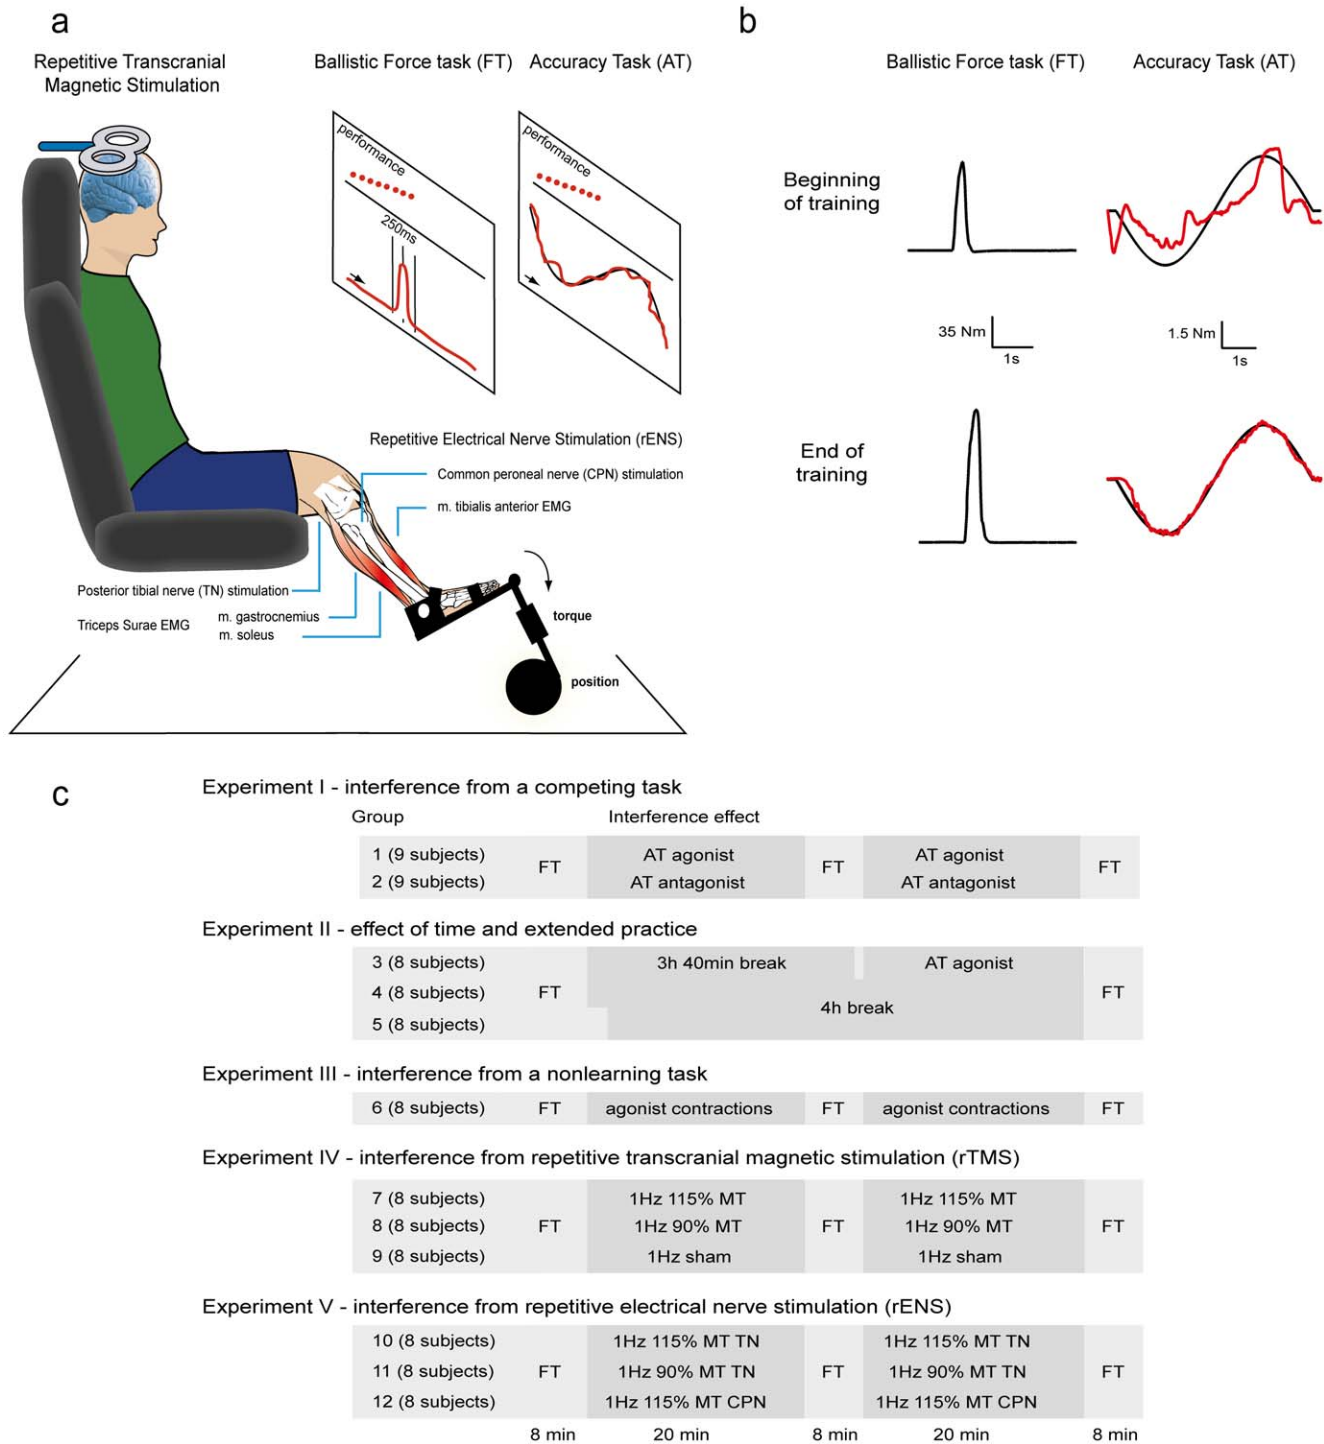 a
Repetitive Transcranial
Magnetic Stimulation
Ballistic Force task (FT)
Accuracy Task (AT)
performance
250ms
performance
Repetitive Electrical Nerve Stimulation (rENS)
Common peroneal nerve (CPN) stimulation
m. tibialis anterior EMG
Posterior tibial nerve (TN) stimulation
Triceps Surae EMG
m. gastrocnemius
m. soleus
torque
position
b
Ballistic Force task (FT)
Accuracy Task (AT)
Beginning
of training
35 Nm
1s
1.5 Nm
1s
End of
training
c
Experiment I - interference from a competing task
Group Interference effect
1 (9 subjects) AT agonist AT agonist
FT FT FT
2 (9 subjects) AT antagonist AT antagonist
Experiment II - effect of time and extended practice
3 (8 subjects) 3h 40min break AT agonist
4 (8 subjects) FT FT
4h break
5 (8 subjects)
Experiment III - interference from a nonlearning task
6 (8 subjects) FT agonist contractions FT agonist contractions FT
Experiment IV - interference from repetitive transcranial magnetic stimulation (rTMS)
7 (8 subjects) 1Hz 115% MT 1Hz 115% MT
8 (8 subjects) FT 1Hz 90% MT FT 1Hz 90% MT FT
9 (8 subjects) 1Hz sham 1Hz sham
Experiment V - interference from repetitive electrical nerve stimulation (rENS)
10 (8 subjects) 1Hz 115% MT TN 1Hz 115% MT TN
11 (8 subjects) FT 1Hz 90% MT TN FT 1Hz 90% MT TN FT
12 (8 subjects) 1Hz 115% MT CPN 1Hz 115% MT CPN
8 min 20 min 8 min 20 min 8 min